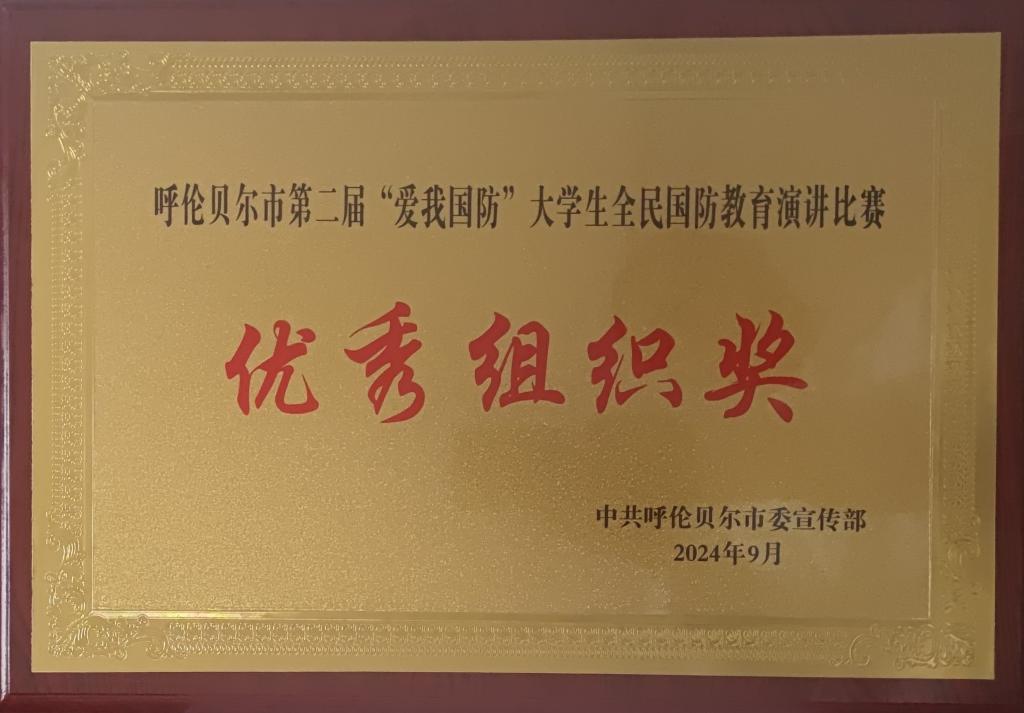 呼伦贝尔市第二届“爱我国防”大学生全民国防教育演讲比赛
优秀组织奖
中共呼伦贝尔市委宣传部
2024年9月